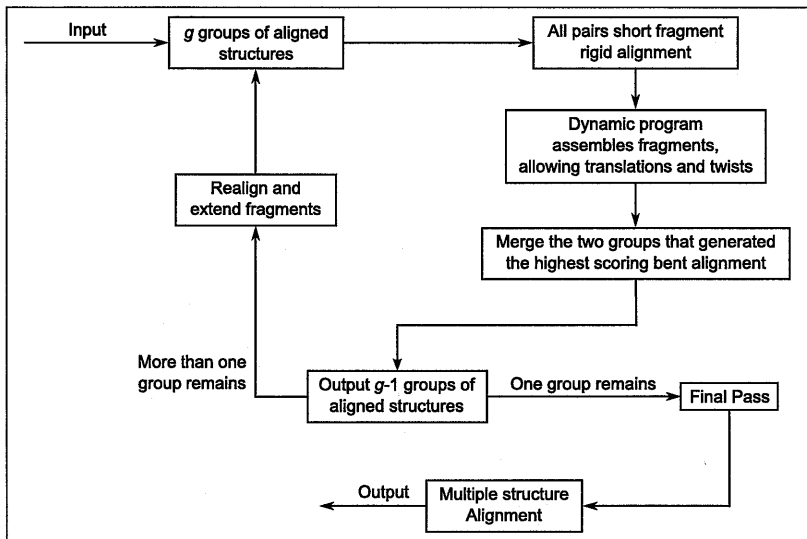 Input
g groups of aligned
structures
All pairs short fragment
rigid alignment
Dynamic program
assembles fragments,
allowing translations and twists
Realign and
extend fragments
Merge the two groups that generated
the highest scoring bent alignment
More than one
group remains
Output g-1 groups of
aligned structures
One group remains
Final Pass
Output
Multiple structure
Alignment